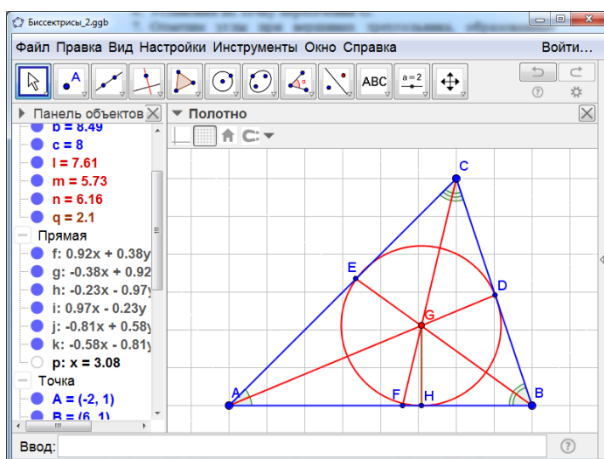 Биссектрисы_2.ggb
Файл Правка Вид Настройки Инструменты Окно Справка Войти...
A ABC a=2
Панель объектов
Полотно
b = 8.49
c = 8
l = 7.61
m = 5.73
n = 6.16
q = 2.1
Прямая
f: 0.92x + 0.38y
g: -0.38x + 0.92
h: -0.23x - 0.97y
i: 0.97x - 0.23y
j: -0.81x + 0.58y
k: -0.58x - 0.81y
p: x = 3.08
Точка
A = (-2, 1)
B = (6, 1)
C
E
D
G
A
F
H
B
Ввод: